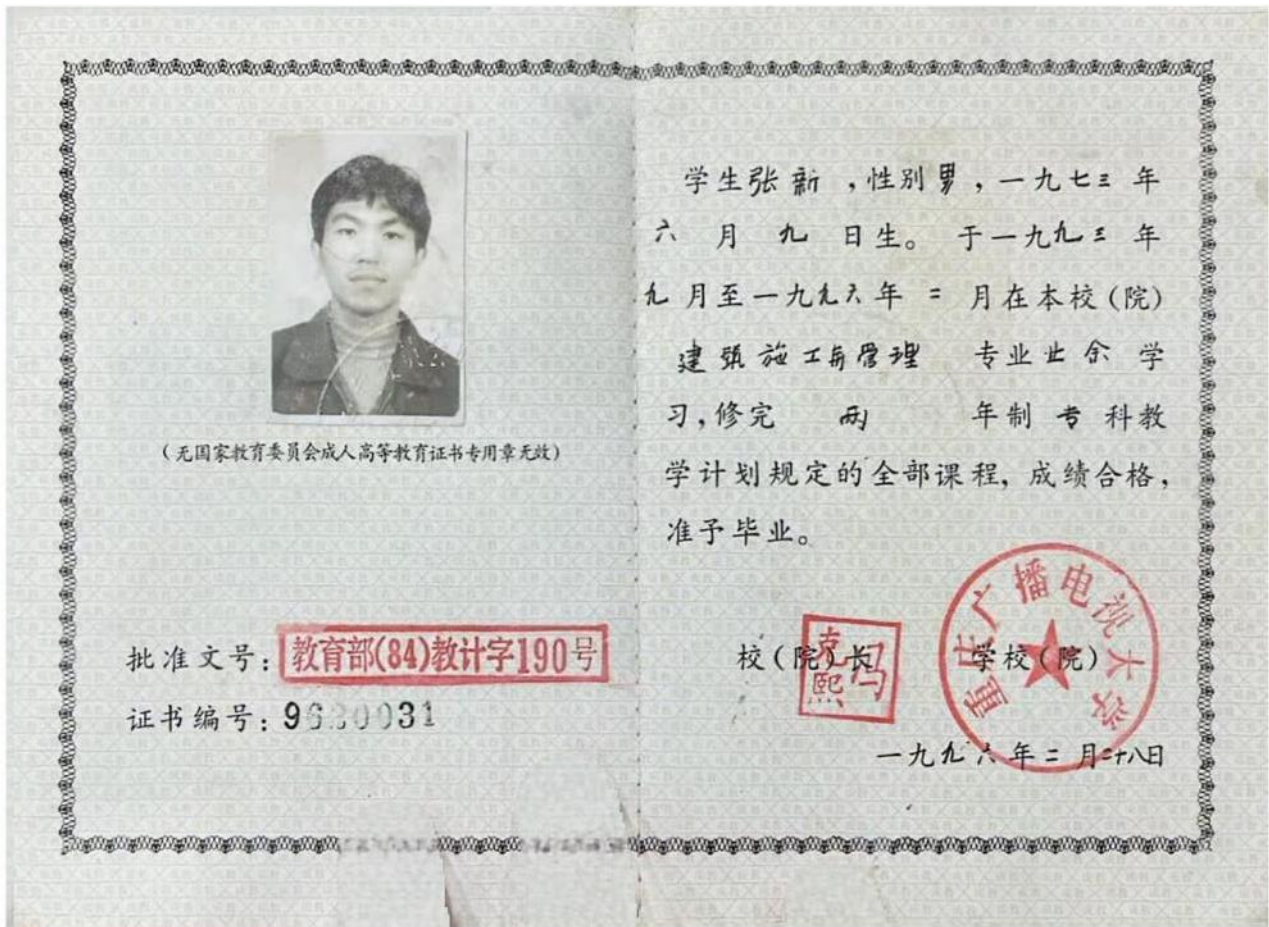 (无国家教育委员会成人高等教育证书专用章无效)
批准文号:教育部(84)教计字190号
证书编号:9630031
学生张新,性别男,一九七三年
六月九日生。于一九九三年
九月至一九九六年二月在本校(院)
建筑施工与管理专业业余学
习,修完两年制专科教
学计划规定的全部课程,成绩合格,
准予毕业。
校(院)长
冯克熙
学校(院)
重庆广播电视大学
一九九六年二月二十八日